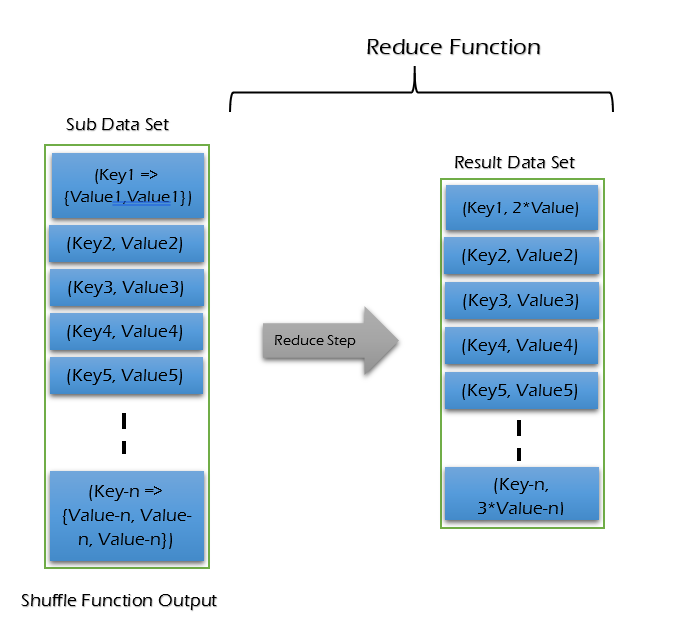 Reduce Function
Sub Data Set
(Key1 =>
{Value1,Value1})
(Key2, Value2)
(Key3, Value3)
(Key4, Value4)
(Key5, Value5)
(Key-n =>
{Value-n, Value-
n, Value-n})
Shuffle Function Output
Reduce Step
Result Data Set
(Key1, 2*Value)
(Key2, Value2)
(Key3, Value3)
(Key4, Value4)
(Key5, Value5)
(Key-n,
3*Value-n)